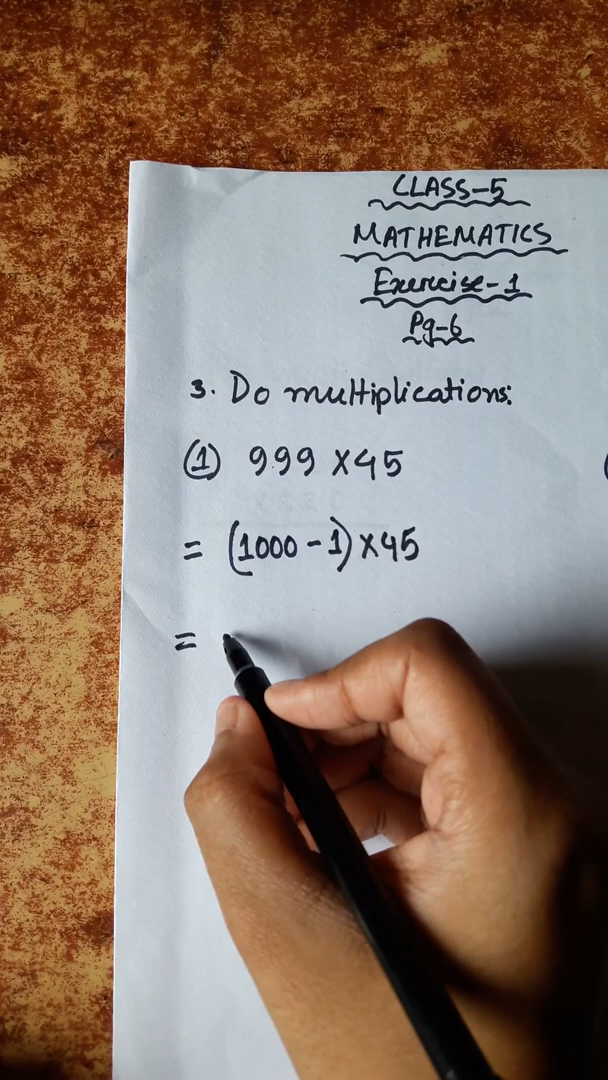 CLASS-5
MATHEMATICS
Exercise-1
Pg-6
3. Do multiplications:
(1) 999 x45
= (1000-1)x45
=